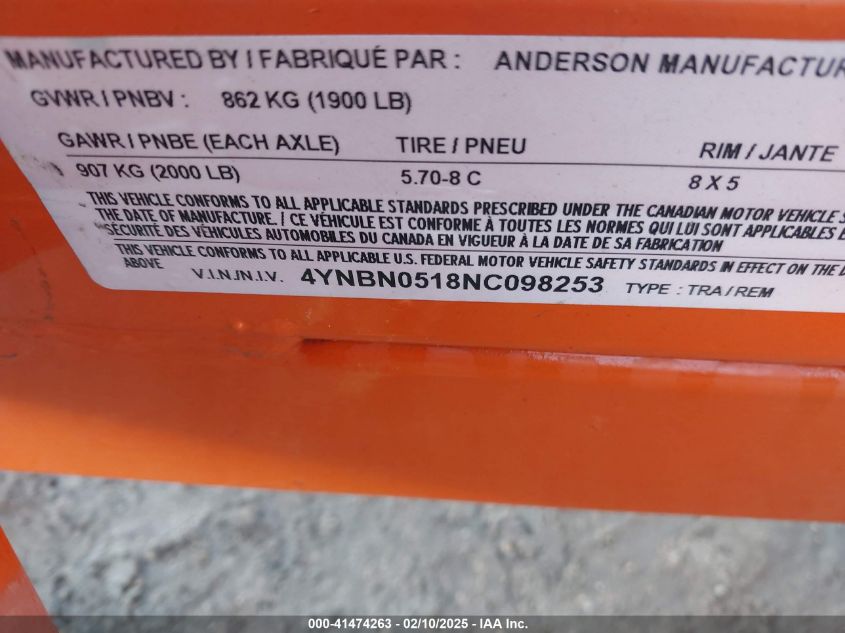 MANUFACTURED BY / FABRIQUÉ PAR : ANDERSON MANUFACTUR
GVWR / PNBV : 862 KG (1900 LB)
GAWR / PNBE (EACH AXLE) TIRE / PNEU RIM / JANTE
907 KG (2000 LB) 5.70-8 C 8 X 5
THIS VEHICLE CONFORMS TO ALL APPLICABLE STANDARDS PRESCRIBED UNDER THE CANADIAN MOTOR VEHICLE S
THE DATE OF MANUFACTURE. / CE VÉHICULE EST CONFORME À TOUTES LES NORMES QUI LUI SONT APPLICABLES E
SÉCURITÉ DES VÉHICULES AUTOMOBILES DU CANADA EN VIGUEUR À LA DATE DE SA FABRICATION
THIS VEHICLE CONFORMS TO ALL APPLICABLE U.S. FEDERAL MOTOR VEHICLE SAFETY STANDARDS IN EFFECT ON THE D
ABOVE
V.I.N./N.I.V. 4YNBN0518NC098253 TYPE : TRA / REM
000-41474263 - 02/10/2025 - IAA Inc.